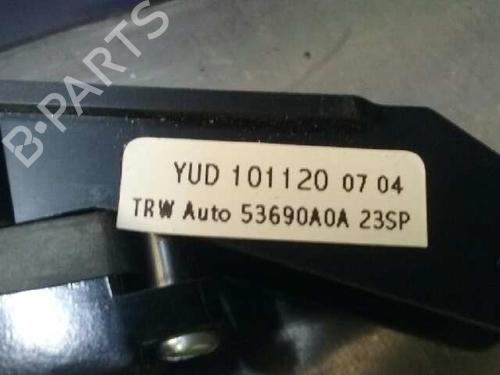 B-PARTS
YUD 101120 07 04
TRW Auto 53690A0A 23SP